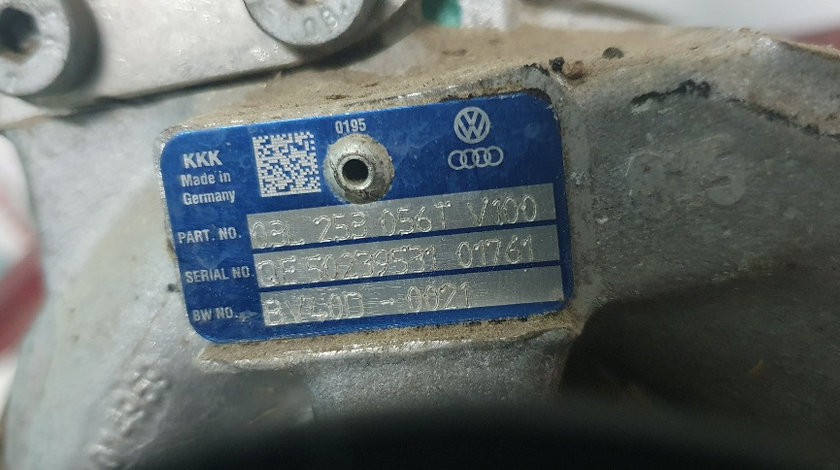 0195
KKK
Made in
Germany
PART. NO. 03L 253 056T V100
SERIAL NO QF 50239531 01761
BW NO. BV40D-0021